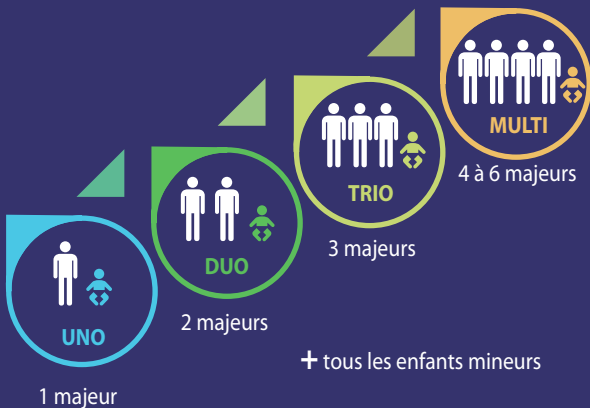 UNO
1 majeur
DUO
2 majeurs
TRIO
3 majeurs
MULTI
4 à 6 majeurs
+ tous les enfants mineurs